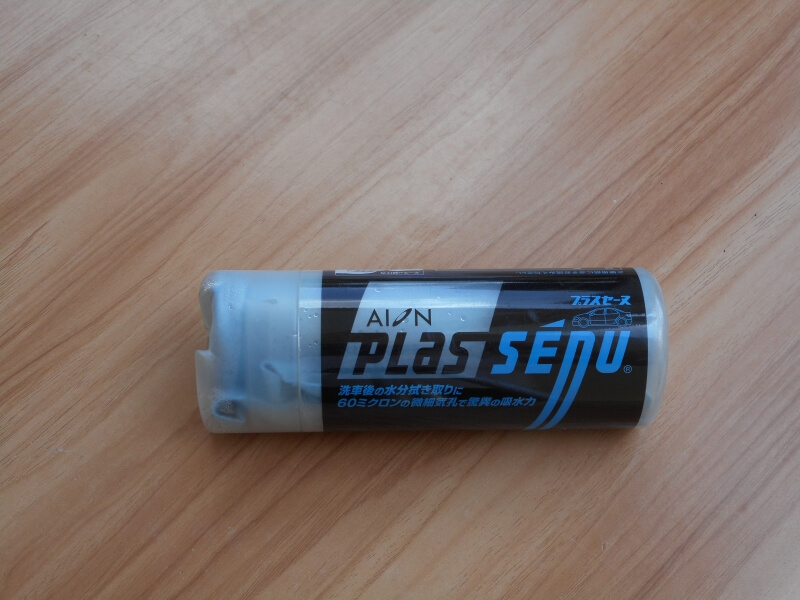 プラスセーヌ
AION
PLAS SÉNU®
洗車後の水分拭き取りに
60ミクロンの微細気孔で驚異の吸水力